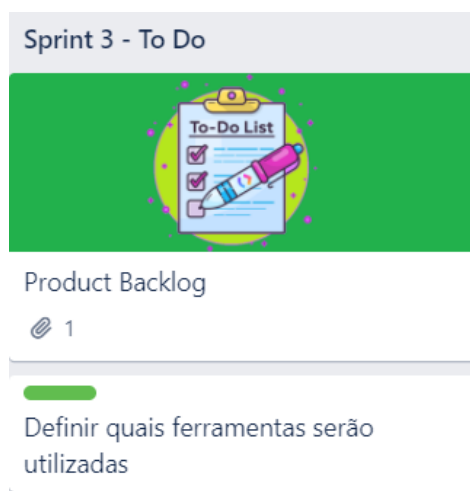 Sprint 3 - To Do
To-Do List
Product Backlog
1
Definir quais ferramentas serão
utilizadas